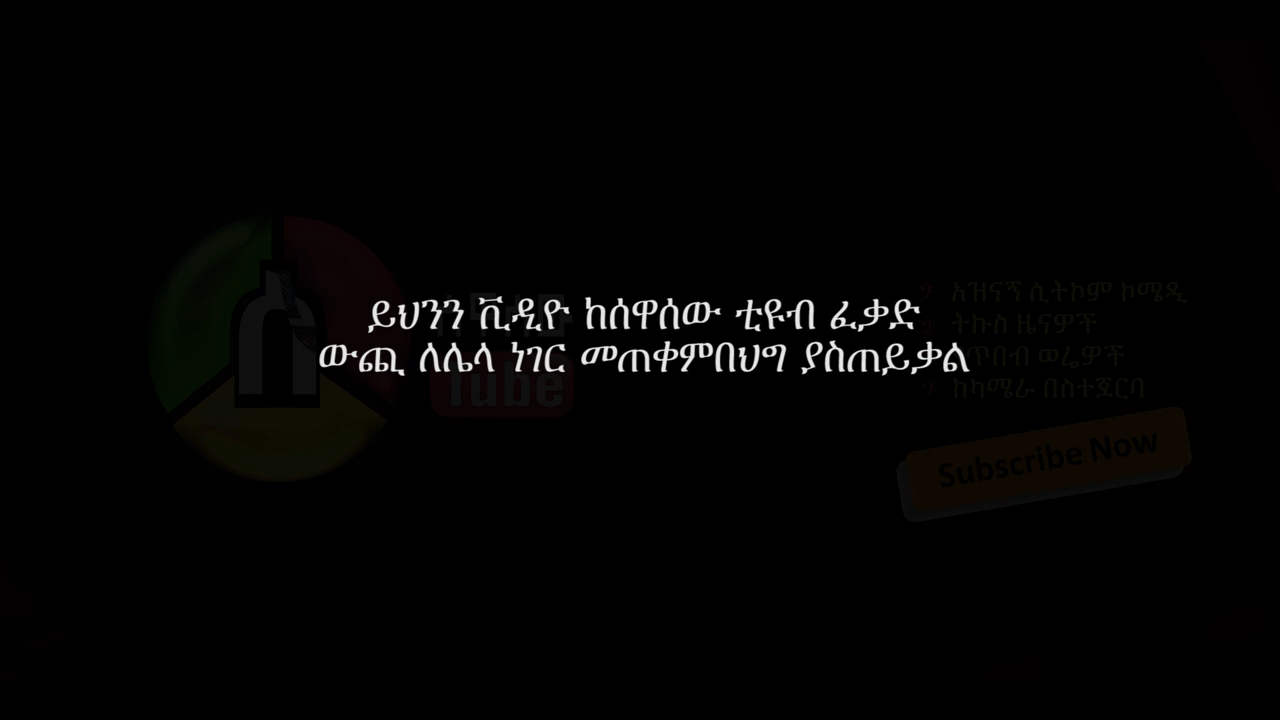 ይህንን ቪዲዮ ከሰዋሰው ቲዩብ ፈቃድ
ውጪ ለሌላ ነገር መጠቀምበህግ ያስጠይቃል
አዝናኝ ሲትኮም ኮሜዲ
ትኩስ ዜናዎች
ወሬዎች
ከካሜራ በስተጀርባ
Tube
Subscribe Now